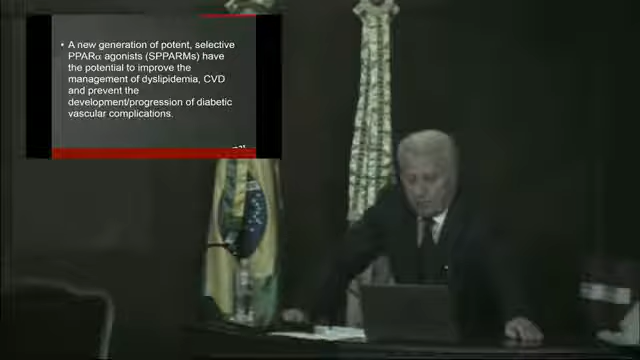 • A new generation of potent, selective
PPARα agonists (SPPARMs) have
the potential to improve the
management of dyslipidemia, CVD
and prevent the
development/progression of diabetic
vascular complications.